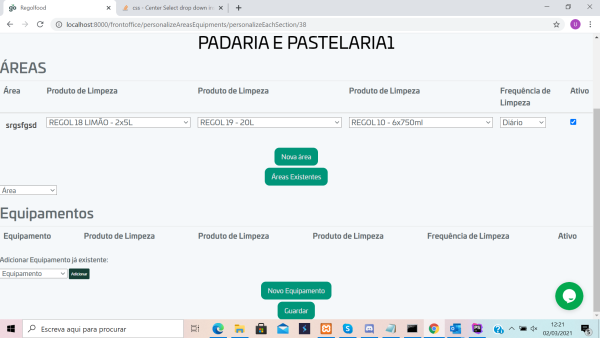 Regolfood
css - Center Select drop down in
localhost:8000/frontoffice/personalizeAreasEquipments/personalizeEachSection/38
U
PADARIA E PASTELARIA1
ÁREAS
Área Produto de Limpeza Produto de Limpeza Produto de Limpeza Frequência de Limpeza Ativo
srgsfgsd REGOL 18 LIMÃO - 2x5L REGOL 19 - 20L REGOL 10 - 6x750ml Diário
Nova área
Áreas Existentes
Área
Equipamentos
Equipamento Produto de Limpeza Produto de Limpeza Produto de Limpeza Frequência de Limpeza Ativo
Adicionar Equipamento já existente:
Equipamento Adicionar
Novo Equipamento
Guardar
Escreva aqui para procurar
12:21
02/03/2021